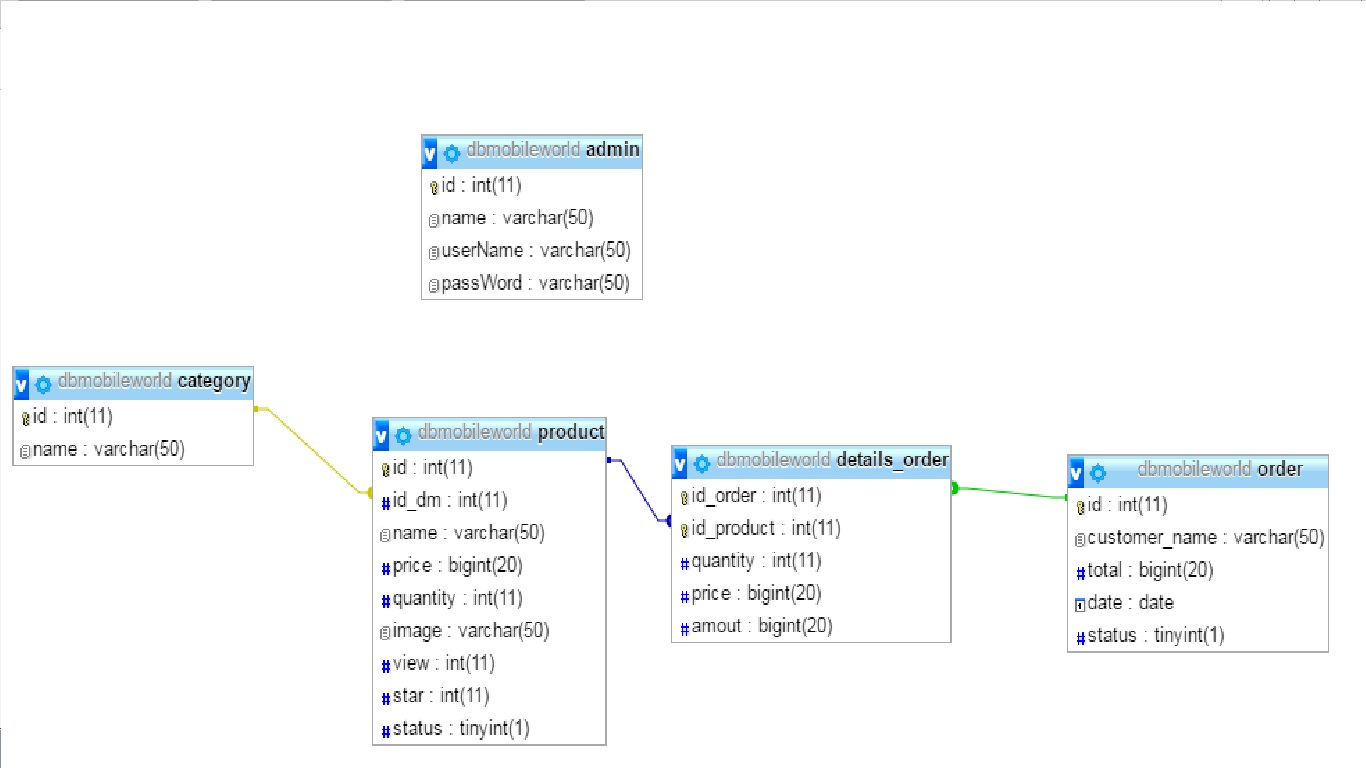 dbmobileworld admin
id : int(11)
name : varchar(50)
userName : varchar(50)
passWord : varchar(50)
dbmobileworld category
id : int(11)
name : varchar(50)
dbmobileworld product
id : int(11)
id_dm : int(11)
name : varchar(50)
price : bigint(20)
quantity : int(11)
image : varchar(50)
view : int(11)
star : int(11)
status : tinyint(1)
dbmobileworld details_order
id_order : int(11)
id_product : int(11)
quantity : int(11)
price : bigint(20)
amout : bigint(20)
dbmobileworld order
id : int(11)
customer_name : varchar(50)
total : bigint(20)
date : date
status : tinyint(1)